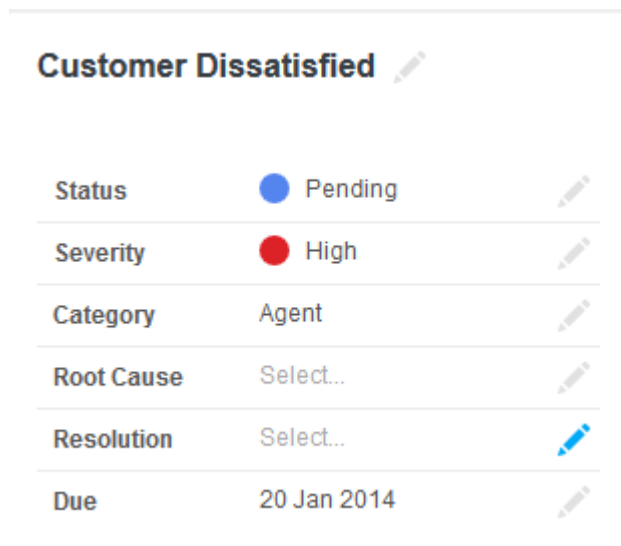 Customer Dissatisfied
Status Pending
Severity High
Category Agent
Root Cause Select...
Resolution Select...
Due 20 Jan 2014